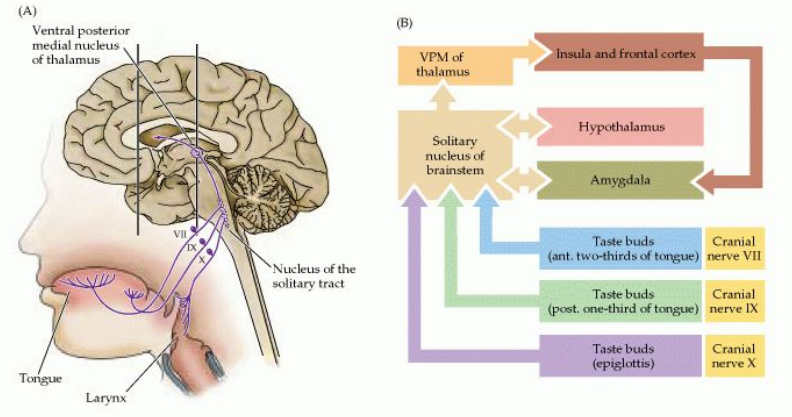 (A)
Ventral posterior
medial nucleus
of thalamus
VII
IX
X
Nucleus of the
solitary tract
Tongue
Larynx
(B)
VPM of
thalamus
Insula and frontal cortex
Solitary
nucleus of
brainstem
Hypothalamus
Amygdala
Taste buds
(ant. two-thirds of tongue)
Cranial
nerve VII
Taste buds
(post. one-third of tongue)
Cranial
nerve IX
Taste buds
(epiglottis)
Cranial
nerve X